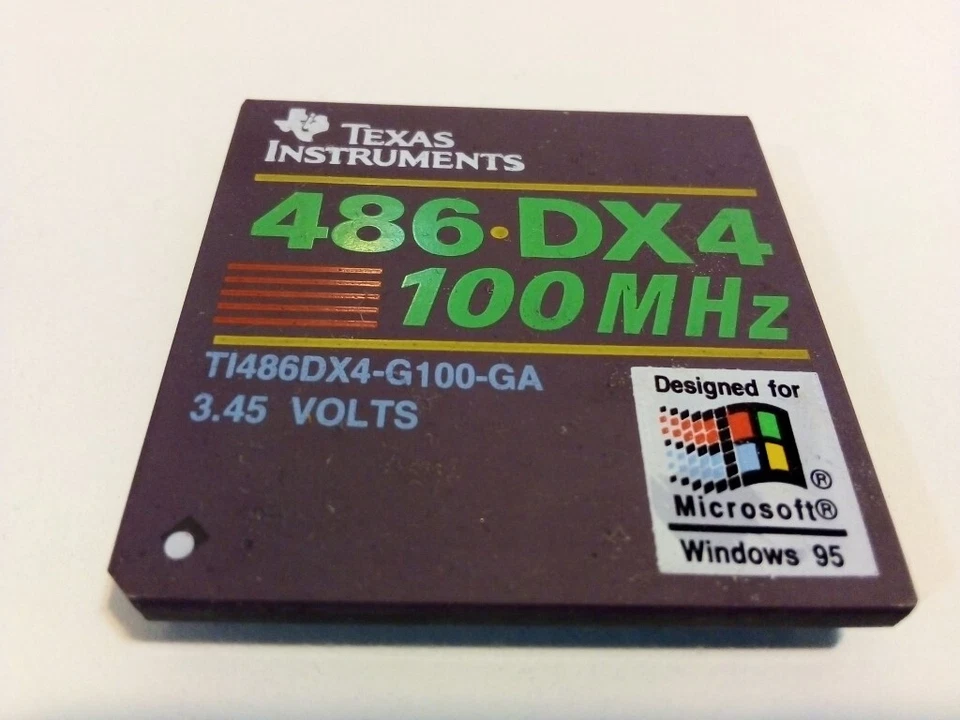 TEXAS
INSTRUMENTS
486·DX4
100 MHz
TI486DX4-G100-GA
3.45 VOLTS
Designed for
®
Microsoft®
Windows 95